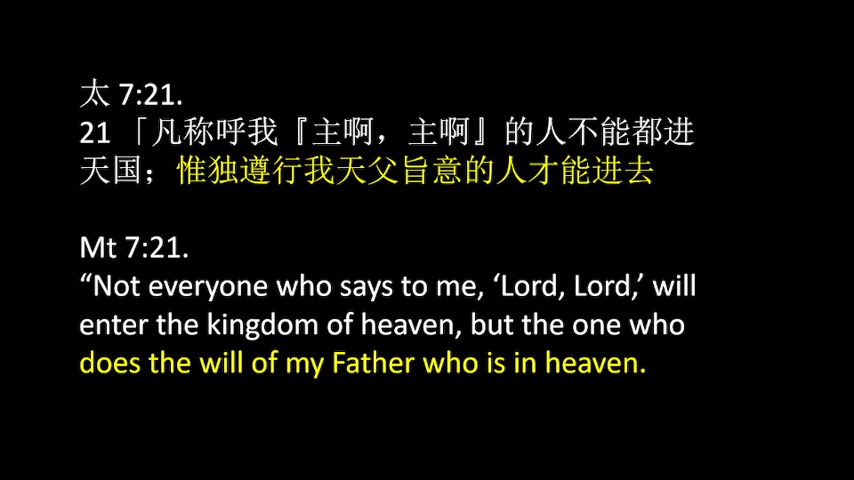 太 7:21.
21 「凡称呼我『主啊，主啊』的人不能都进
天国；惟独遵行我天父旨意的人才能进去
Mt 7:21.
“Not everyone who says to me, ‘Lord, Lord,’ will
enter the kingdom of heaven, but the one who
does the will of my Father who is in heaven.